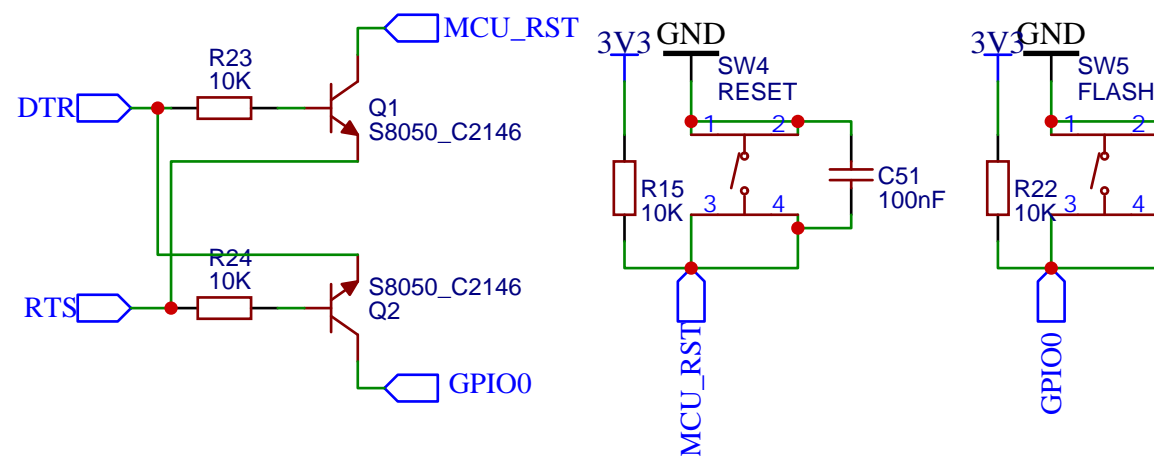 MCU_RST
R23
10K
DTR
Q1
S8050_C2146
R24
10K
RTS
S8050_C2146
Q2
GPIO0
3V3
GND
SW4
RESET
1
2
3
4
R15
10K
C51
100nF
MCU_RST
3V3
GND
SW5
FLASH
1
2
3
4
R22
10K
GPIO0